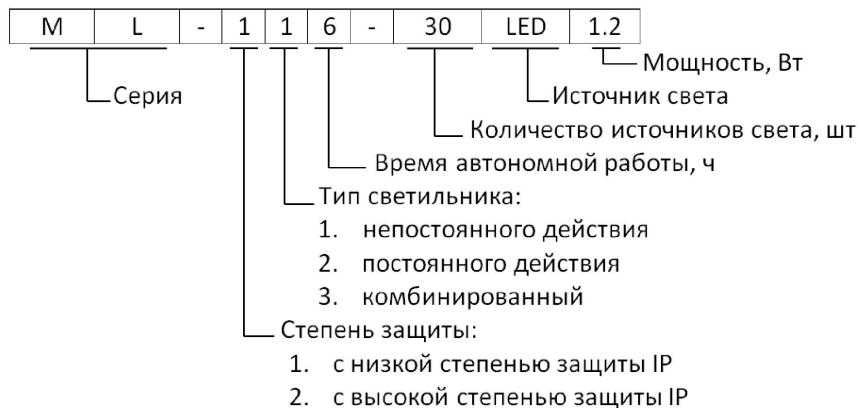 M L - 1 1 6 - 30 LED 1.2
Мощность, Вт
Серия
Источник света
Количество источников света, шт
Время автономной работы, ч
Тип светильника:
1. непостоянного действия
2. постоянного действия
3. комбинированный
Степень защиты:
1. с низкой степенью защиты IP
2. с высокой степенью защиты IP